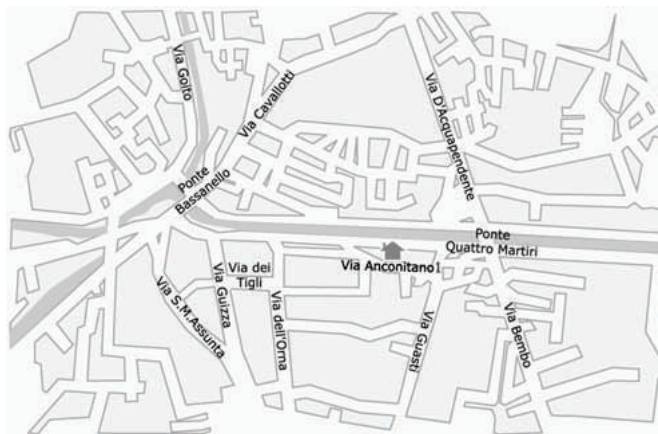 Via Goito
Via Cavallotti
Via D'Acquapendente
Ponte
Bassanello
Ponte
Quattro Martiri
Via Anconitano1
Via dei
Tigli
Via Guizza
Via S.M.Assunta
Via dell'Orna
Via Guasti
Via Bembo